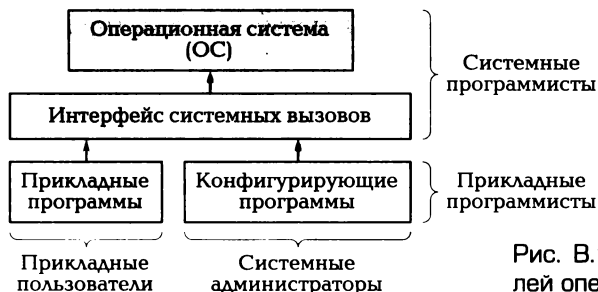 Операционная система
(ОС)
Системные
программисты
Интерфейс системных вызовов
Прикладные
программы
Конфигурирующие
программы
Прикладные
программисты
Прикладные
пользователи
Системные
администраторы
Рис. В.
лей опе